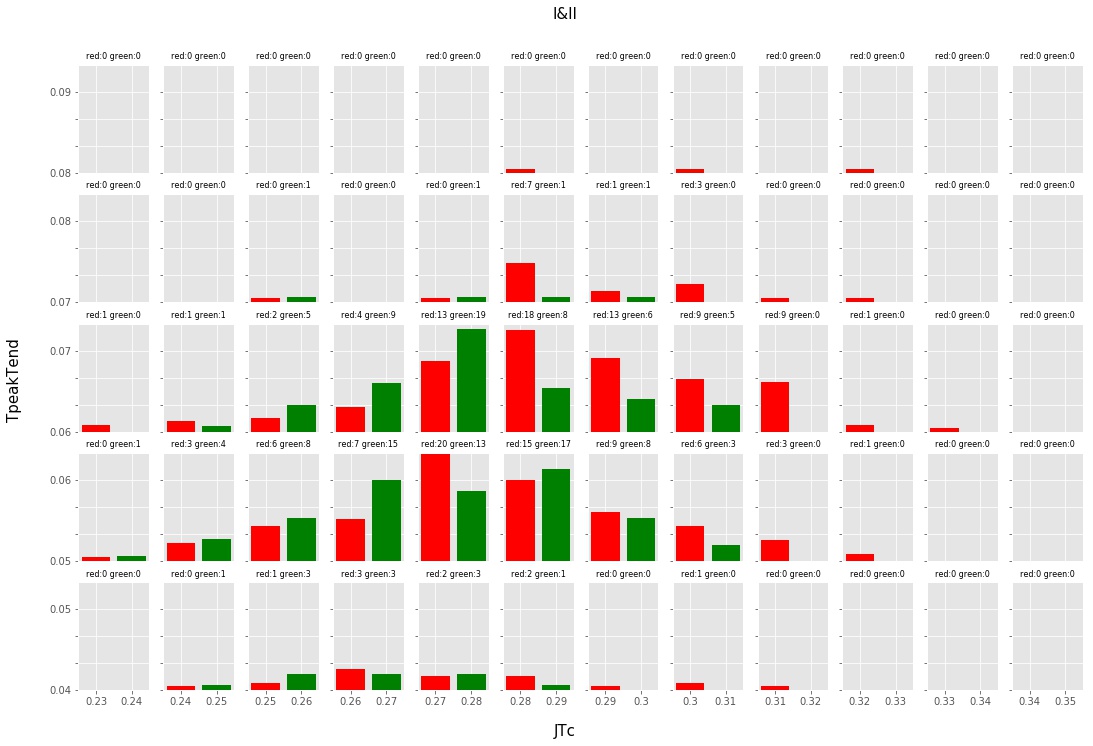 I&II
red:0 green:0 red:0 green:0 red:0 green:0 red:0 green:0 red:0 green:0 red:0 green:0 red:0 green:0 red:0 green:0 red:0 green:0 red:0 green:0 red:0 green:0 red:0 green:0
0.09
0.08
red:0 green:0 red:0 green:0 red:0 green:1 red:0 green:0 red:0 green:1 red:7 green:1 red:1 green:1 red:3 green:0 red:0 green:0 red:0 green:0 red:0 green:0 red:0 green:0
0.08
0.07
red:1 green:0 red:1 green:1 red:2 green:5 red:4 green:9 red:13 green:19 red:18 green:8 red:13 green:6 red:9 green:5 red:9 green:0 red:1 green:0 red:0 green:0 red:0 green:0
0.07
TpeakTend
0.06
red:0 green:1 red:3 green:4 red:6 green:8 red:7 green:15 red:20 green:13 red:15 green:17 red:9 green:8 red:6 green:3 red:3 green:0 red:1 green:0 red:0 green:0 red:0 green:0
0.06
0.05
red:0 green:0 red:0 green:1 red:1 green:3 red:3 green:3 red:2 green:3 red:2 green:1 red:0 green:0 red:1 green:0 red:0 green:0 red:0 green:0 red:0 green:0 red:0 green:0
0.05
0.04
0.23 0.24 0.24 0.25 0.25 0.26 0.26 0.27 0.27 0.28 0.28 0.29 0.29 0.3 0.3 0.31 0.31 0.32 0.32 0.33 0.33 0.34 0.34 0.35
JTc